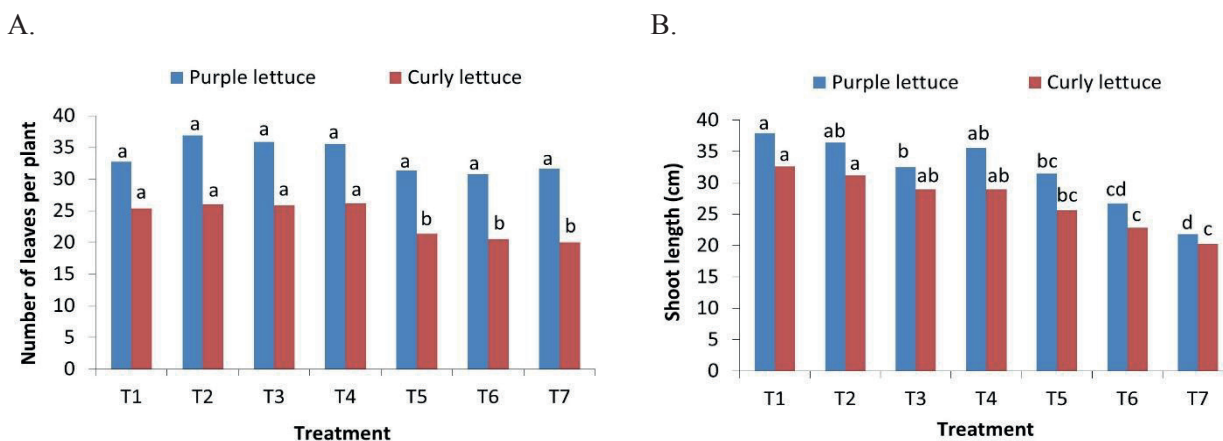 A.
Purple lettuce Curly lettuce
Number of leaves per plant
40
35
30
25
20
15
10
5
0
a a a a a a a
a a a a b b b
T1 T2 T3 T4 T5 T6 T7
Treatment
B.
Purple lettuce Curly lettuce
Shoot length (cm)
40
35
30
25
20
15
10
5
0
a ab b ab bc cd d
a a ab ab bc c c
T1 T2 T3 T4 T5 T6 T7
Treatment